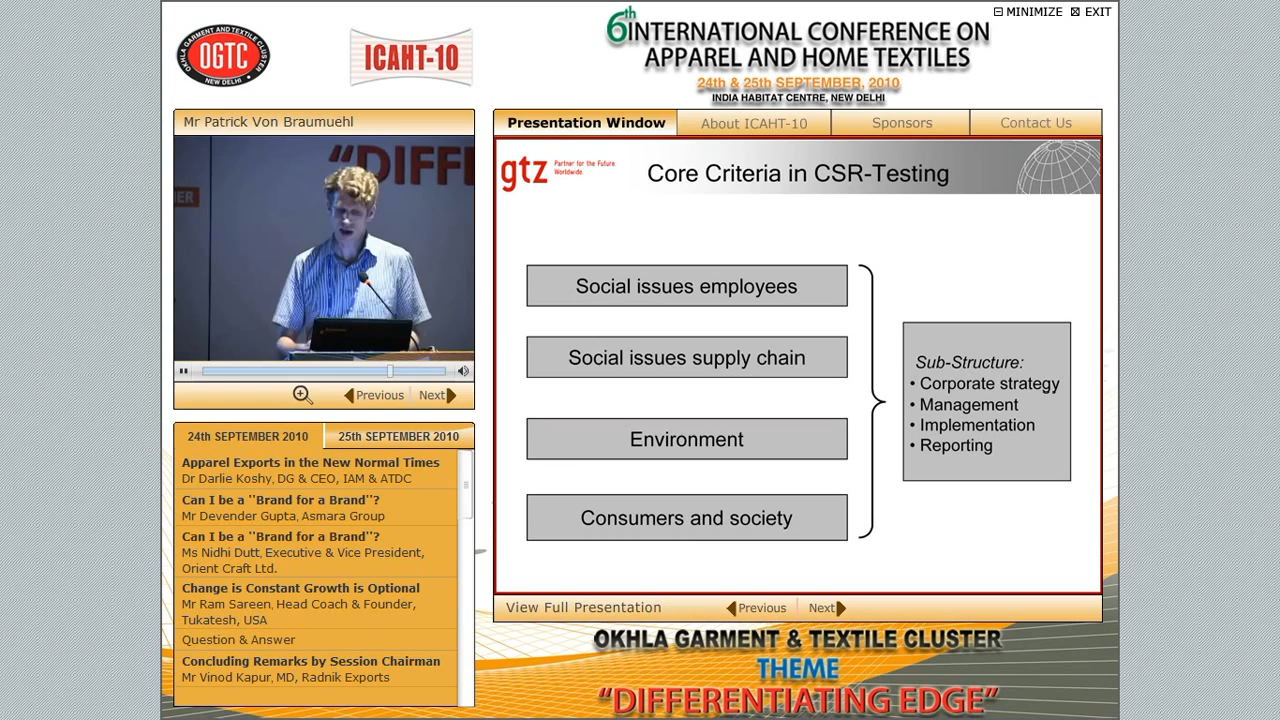 MINIMIZE EXIT
OKHLA GARMENT AND TEXTILE CLUSTER
OGTC
NEW DELHI
ICAHT-10
6th INTERNATIONAL CONFERENCE ON
APPAREL AND HOME TEXTILES
24th & 25th SEPTEMBER, 2010
INDIA HABITAT CENTRE, NEW DELHI
Mr Patrick Von Braumuehl
"DIFF
ER
Previous Next
24th SEPTEMBER 2010 25th SEPTEMBER 2010
Apparel Exports in the New Normal Times
Dr Darlie Koshy, DG & CEO, IAM & ATDC
Can I be a "Brand for a Brand"?
Mr Devender Gupta, Asmara Group
Can I be a "Brand for a Brand"?
Ms Nidhi Dutt, Executive & Vice President,
Orient Craft Ltd.
Change is Constant Growth is Optional
Mr Ram Sareen, Head Coach & Founder,
Tukatesh, USA
Question & Answer
Concluding Remarks by Session Chairman
Mr Vinod Kapur, MD, Radnik Exports
Presentation Window About ICAHT-10 Sponsors Contact Us
gtz Partner for the Future
Worldwide.
Core Criteria in CSR-Testing
Social issues employees
Social issues supply chain
Environment
Consumers and society
Sub-Structure:
• Corporate strategy
• Management
• Implementation
• Reporting
View Full Presentation Previous Next
OKHLA GARMENT & TEXTILE CLUSTER
THEME
"DIFFERENTIATING EDGE"